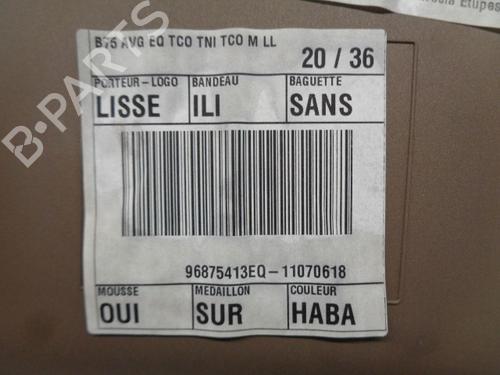 B75 AVG EQ TCO TNI TCO M LL
20 / 36
PORTEUR-LOGO BANDEAU BAGUETTE
LISSE ILI SANS
96875413EQ-11070618
MOUSSE MEDAILLON COULEUR
OUI SUR HABA
B-PARTS
Etupes